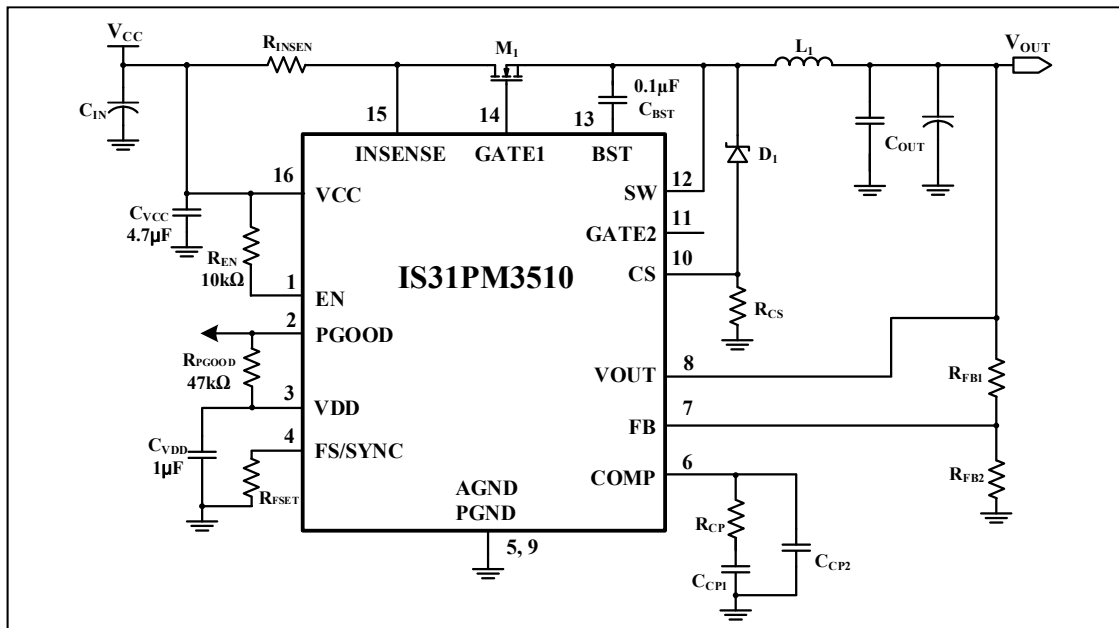 VCC
RINSEN
M1
L1
VOUT
CIN
0.1µF
CBST
COUT
15
14
13
INSENSE
GATE1
BST
D1
16
VCC
SW
12
CVCC
4.7µF
GATE2
11
REN
10kΩ
IS31PM3510
CS
10
1
EN
RCS
2
PGOOD
RPGOOD
47kΩ
VOUT
8
RFB1
3
VDD
FB
7
CVDD
1µF
4
FS/SYNC
RFSET
COMP
6
RFB2
AGND
PGND
RCP
5, 9
CCP1
CCP2